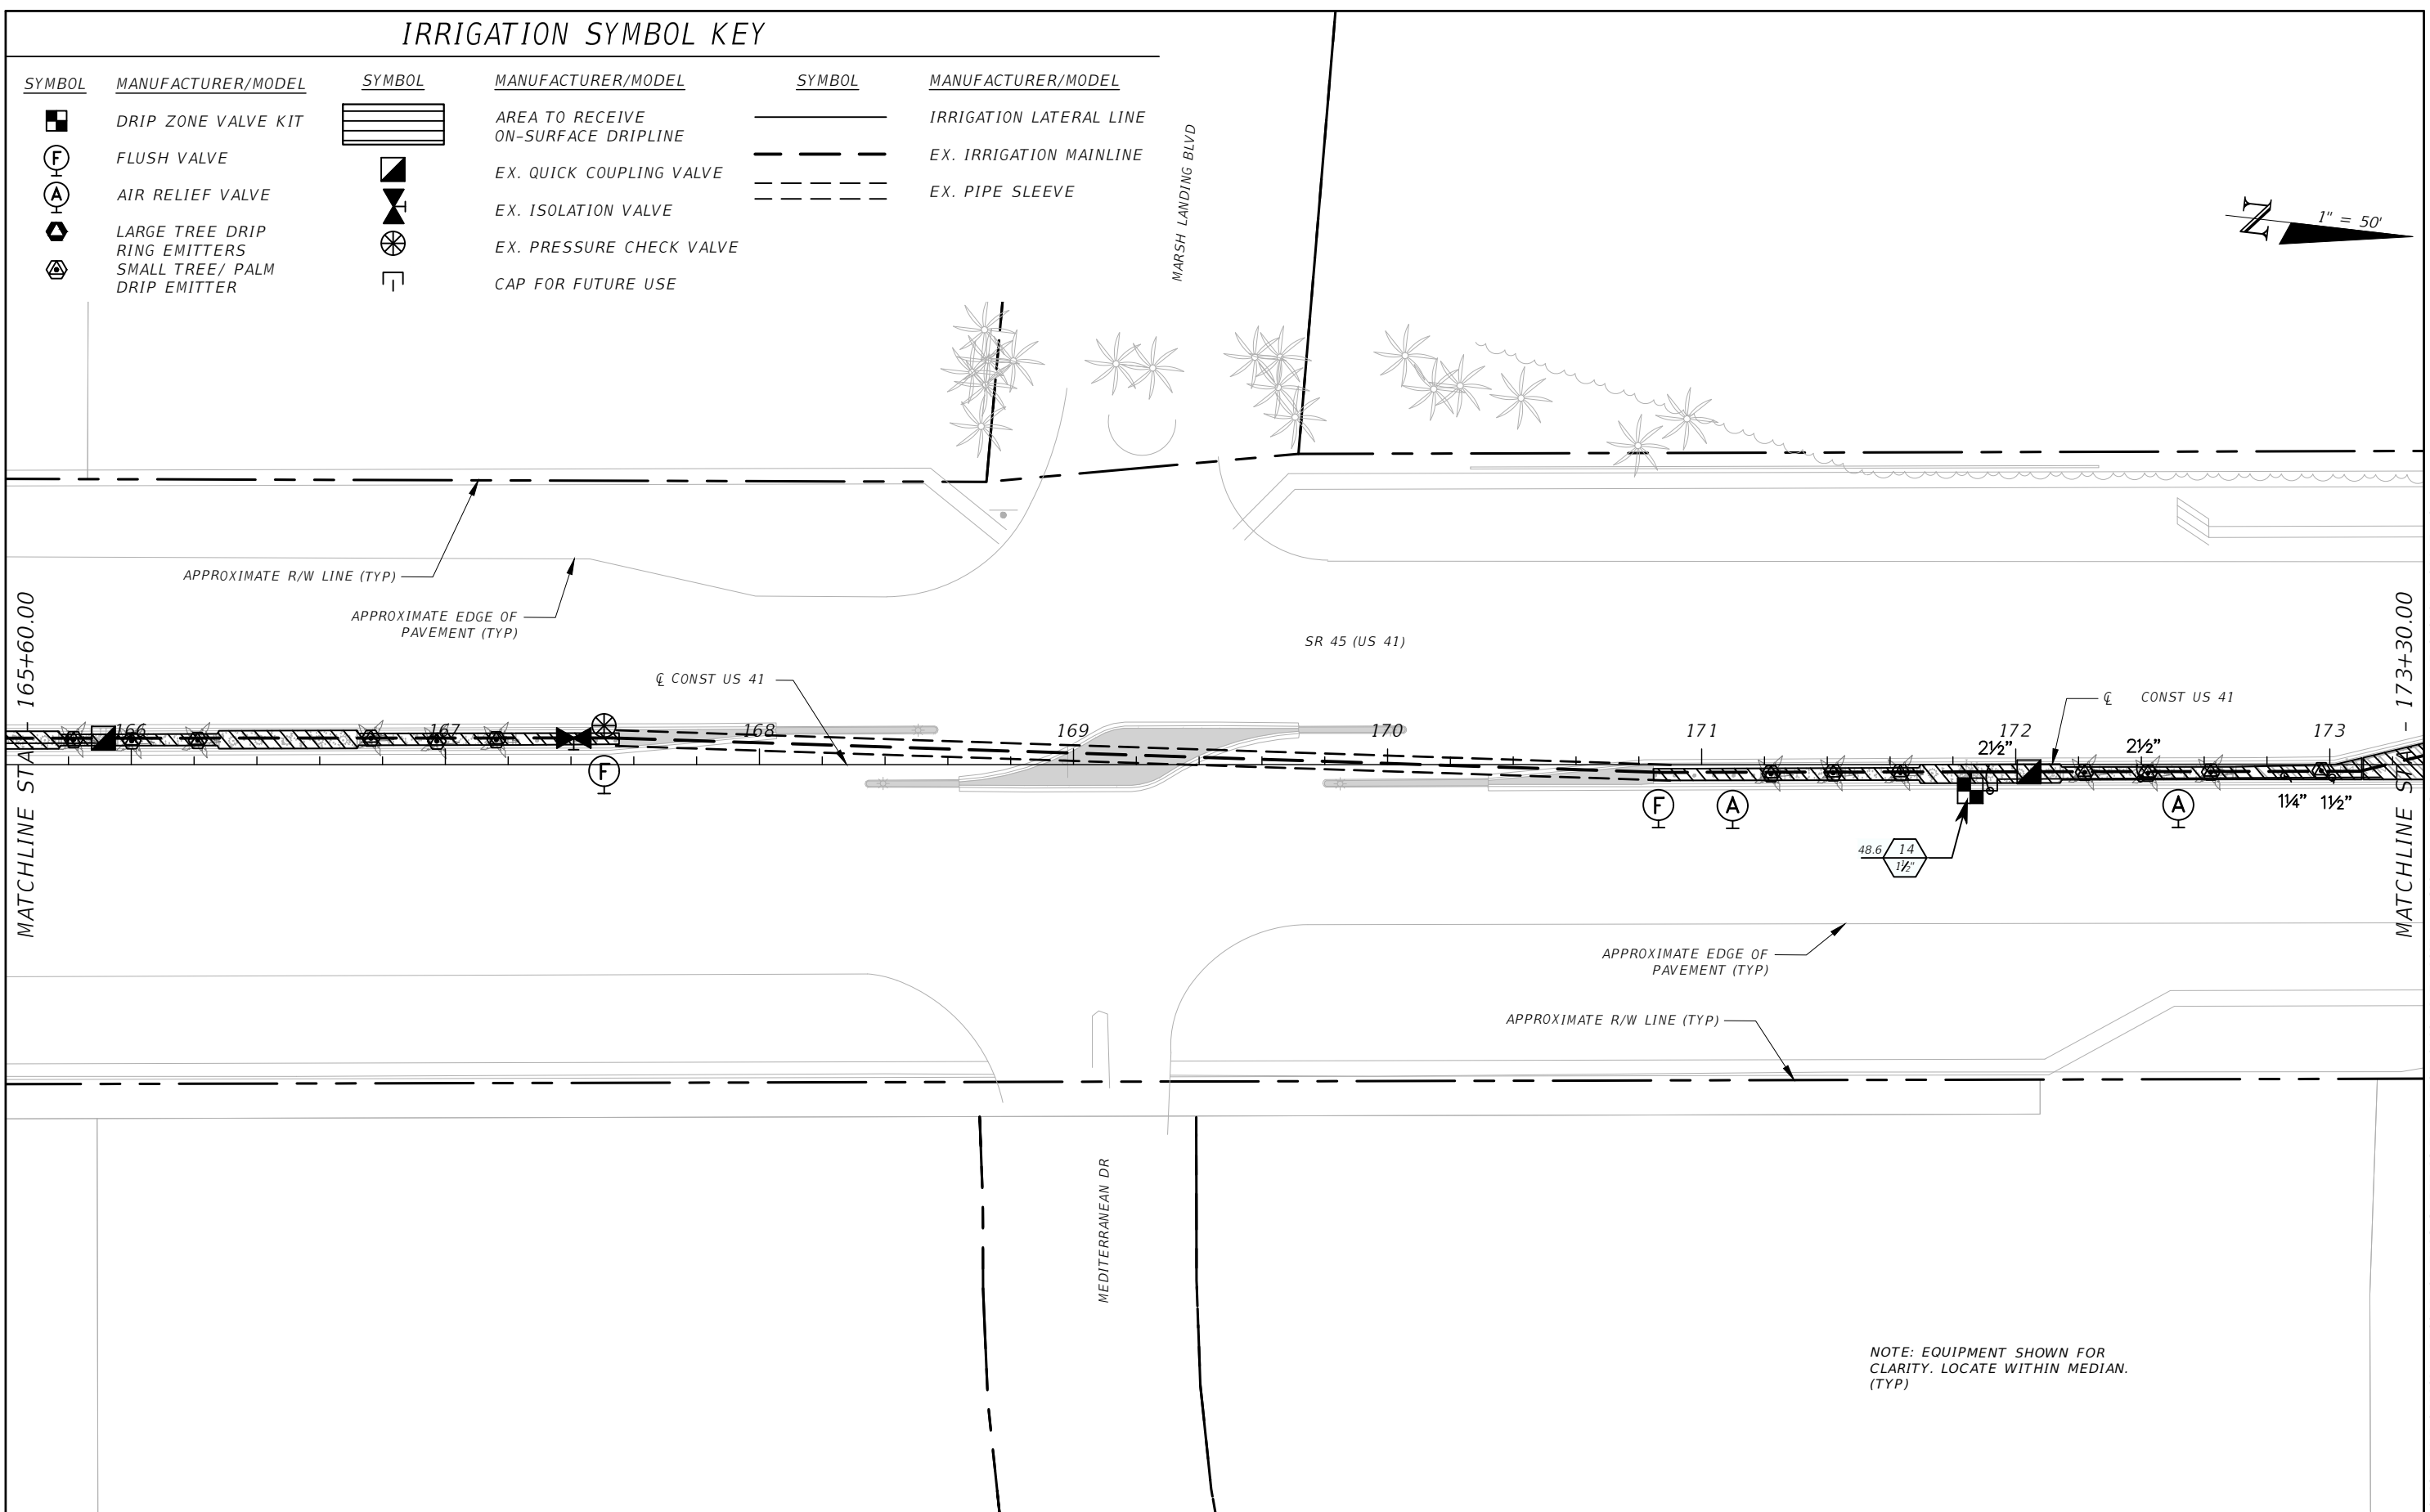 IRRIGATION SYMBOL KEY
SYMBOL MANUFACTURER/MODEL
DRIP ZONE VALVE KIT
F FLUSH VALVE
A AIR RELIEF VALVE
LARGE TREE DRIP
RING EMITTERS
SMALL TREE/ PALM
DRIP EMITTER
SYMBOL MANUFACTURER/MODEL
AREA TO RECEIVE
ON-SURFACE DRIPLINE
EX. QUICK COUPLING VALVE
EX. ISOLATION VALVE
EX. PRESSURE CHECK VALVE
CAP FOR FUTURE USE
SYMBOL MANUFACTURER/MODEL
IRRIGATION LATERAL LINE
EX. IRRIGATION MAINLINE
EX. PIPE SLEEVE
MARSH LANDING BLVD
N
1" = 50'
APPROXIMATE R/W LINE (TYP)
APPROXIMATE EDGE OF
PAVEMENT (TYP)
SR 45 (US 41)
℄ CONST US 41
℄ CONST US 41
MATCHLINE STA - 165+60.00
MATCHLINE STA - 173+30.00
166 167 168 169 170 171 172 173
2½" 2½"
F F A A
1¼" 1½"
48.6 14
1½"
APPROXIMATE EDGE OF
PAVEMENT (TYP)
APPROXIMATE R/W LINE (TYP)
MEDITERRANEAN DR
NOTE: EQUIPMENT SHOWN FOR
CLARITY. LOCATE WITHIN MEDIAN.
(TYP)